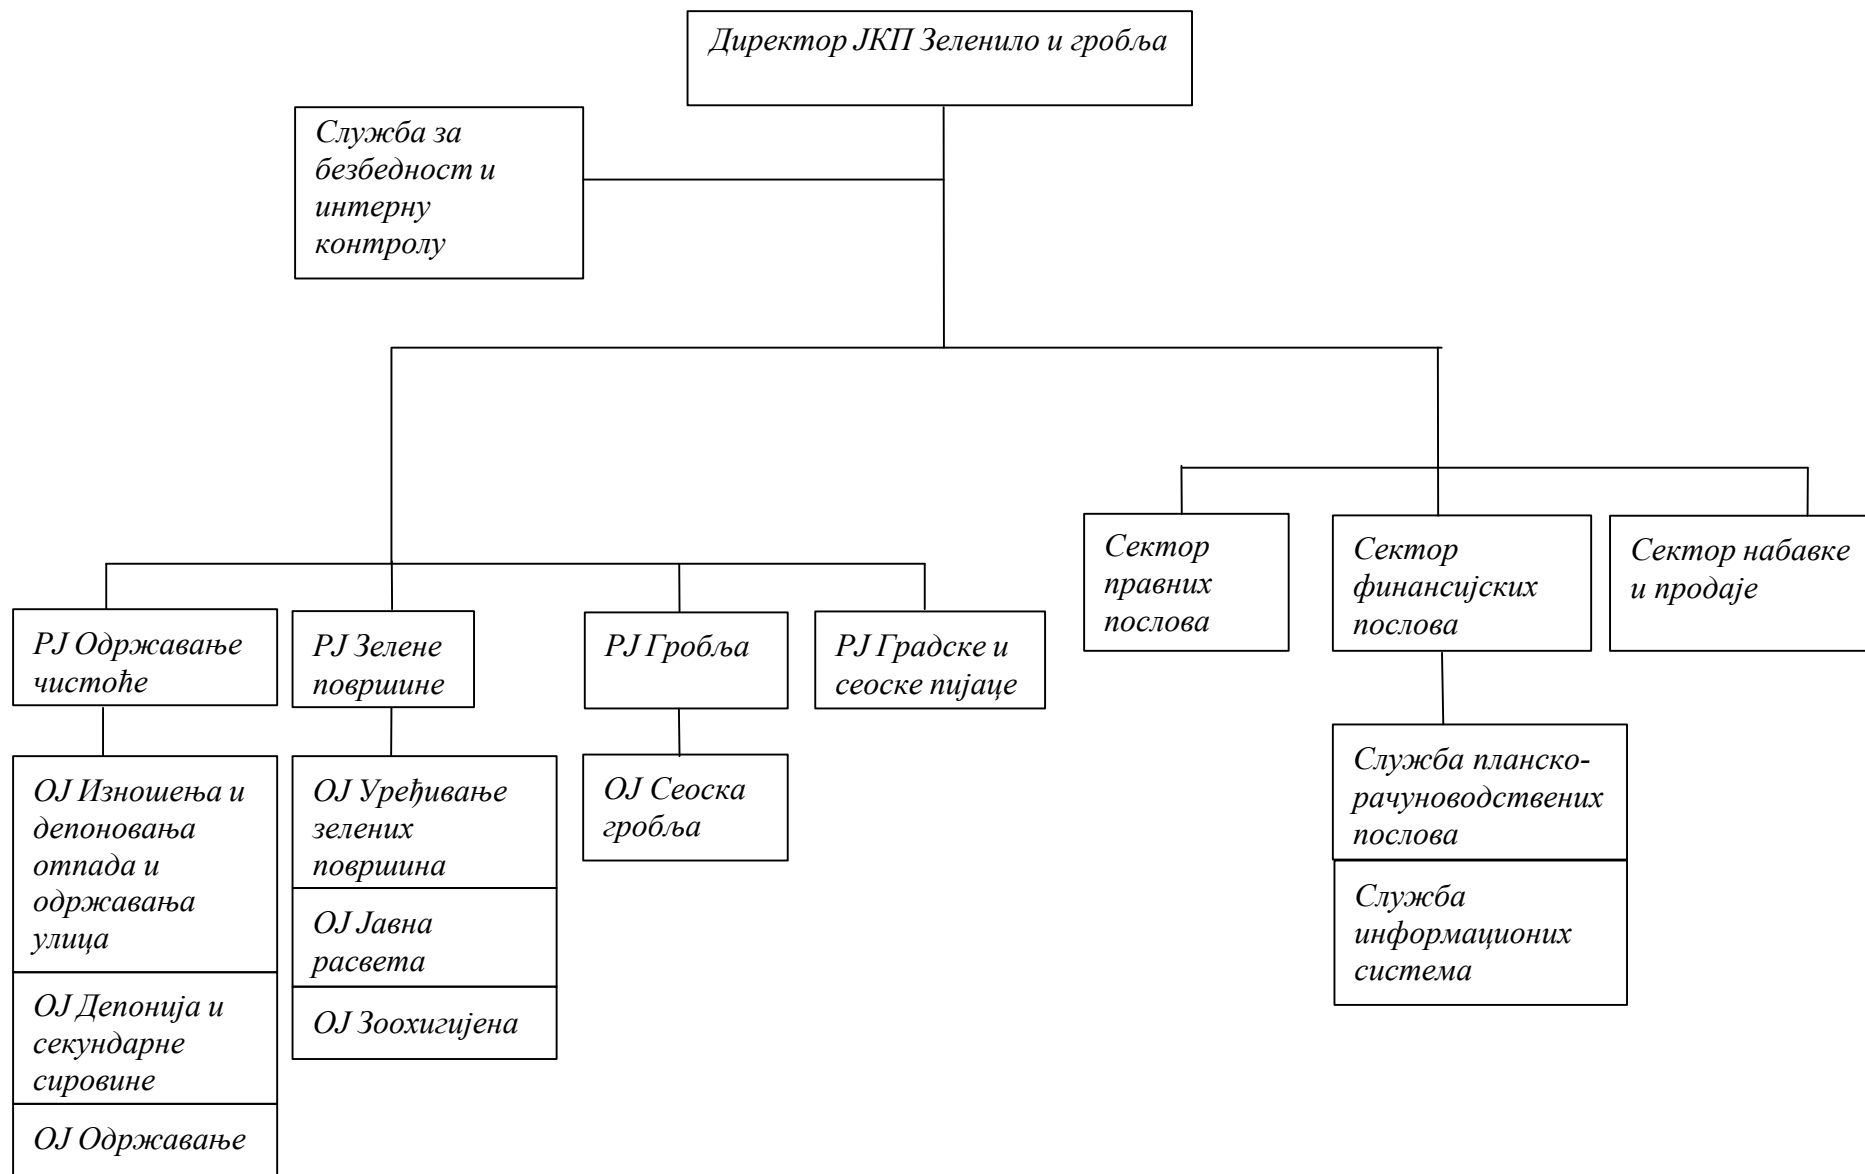 Директор ЈКП Зеленило и гробља
Служба за
безбедност и
интерну
контролу
Сектор
правних
послова
Сектор
финансијских
послова
Сектор набавке
и продаје
РЈ Одржавање
чистоће
РЈ Зелене
површине
РЈ Гробља
РЈ Градске и
сеоске пијаце
ОЈ Изношења и
депоновања
отпада и
одржавања
улица
ОЈ Депонија и
секундарне
сировине
ОЈ Одржавање
ОЈ Уређивање
зелених
површина
ОЈ Јавна
расвета
ОЈ Зоохигијена
ОЈ Сеоска
гробља
Служба планско-
рачуноводствених
послова
Служба
информационих
система